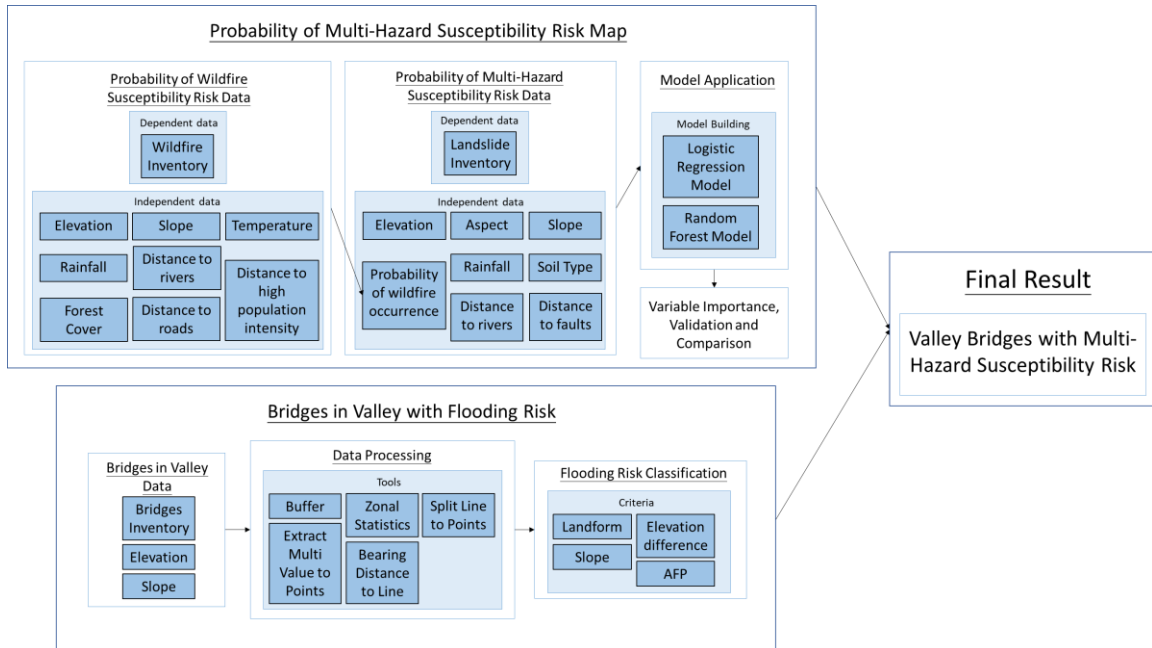 Probability of Multi-Hazard Susceptibility Risk Map
Probability of Wildfire
Susceptibility Risk Data
Dependent data
Wildfire
Inventory
Independent data
Elevation
Slope
Temperature
Rainfall
Distance to
rivers
Distance to
high
population
intensity
Forest
Cover
Distance to
roads
Probability of Multi-Hazard
Susceptibility Risk Data
Dependent data
Landslide
Inventory
Independent data
Elevation
Aspect
Slope
Probability
of wildfire
occurrence
Rainfall
Soil Type
Distance
to rivers
Distance
to faults
Model Application
Model Building
Logistic
Regression
Model
Random
Forest Model
Variable Importance,
Validation and
Comparison
Bridges in Valley with Flooding Risk
Bridges in Valley
Data
Bridges
Inventory
Elevation
Slope
Data Processing
Tools
Buffer
Zonal
Statistics
Split Line
to Points
Extract
Multi
Value to
Points
Bearing
Distance
to Line
Flooding Risk Classification
Criteria
Landform
Elevation
difference
Slope
AFP
Final Result
Valley Bridges with Multi-
Hazard Susceptibility Risk